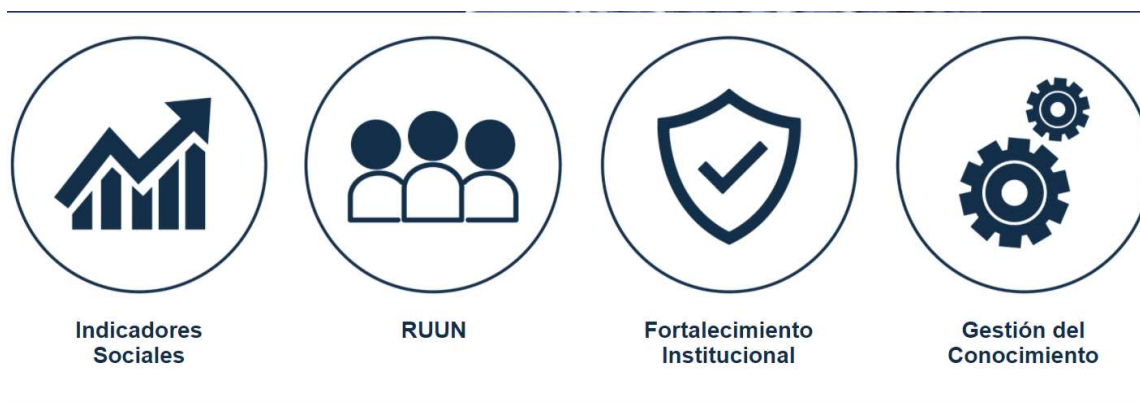 Indicadores
Sociales
RUUN
Fortalecimiento
Institucional
Gestión del
Conocimiento